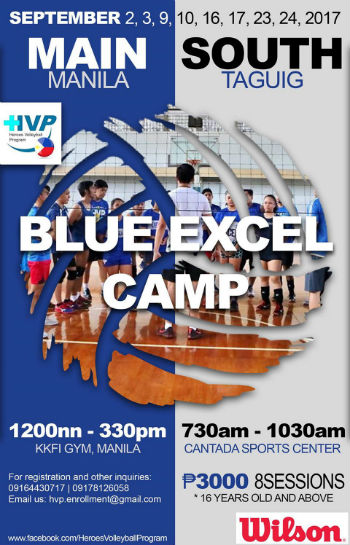 SEPTEMBER 2, 3, 9, 10, 16, 17, 23, 24, 2017
MAIN
MANILA
SOUTH
TAGUIG
HVP
Heroes Volleyball
Program
BLUE EXCEL
CAMP
1200nn - 330pm
KKFI GYM, MANILA
730am - 1030am
CANTADA SPORTS CENTER
For registration and other inquiries:
09164430717 | 09178126058
Email us: hvp.enrollment@gmail.com
₱3000 8SESSIONS
* 16 YEARS OLD AND ABOVE
www.facebook.com/HeroesVolleyballProgram
Wilson.